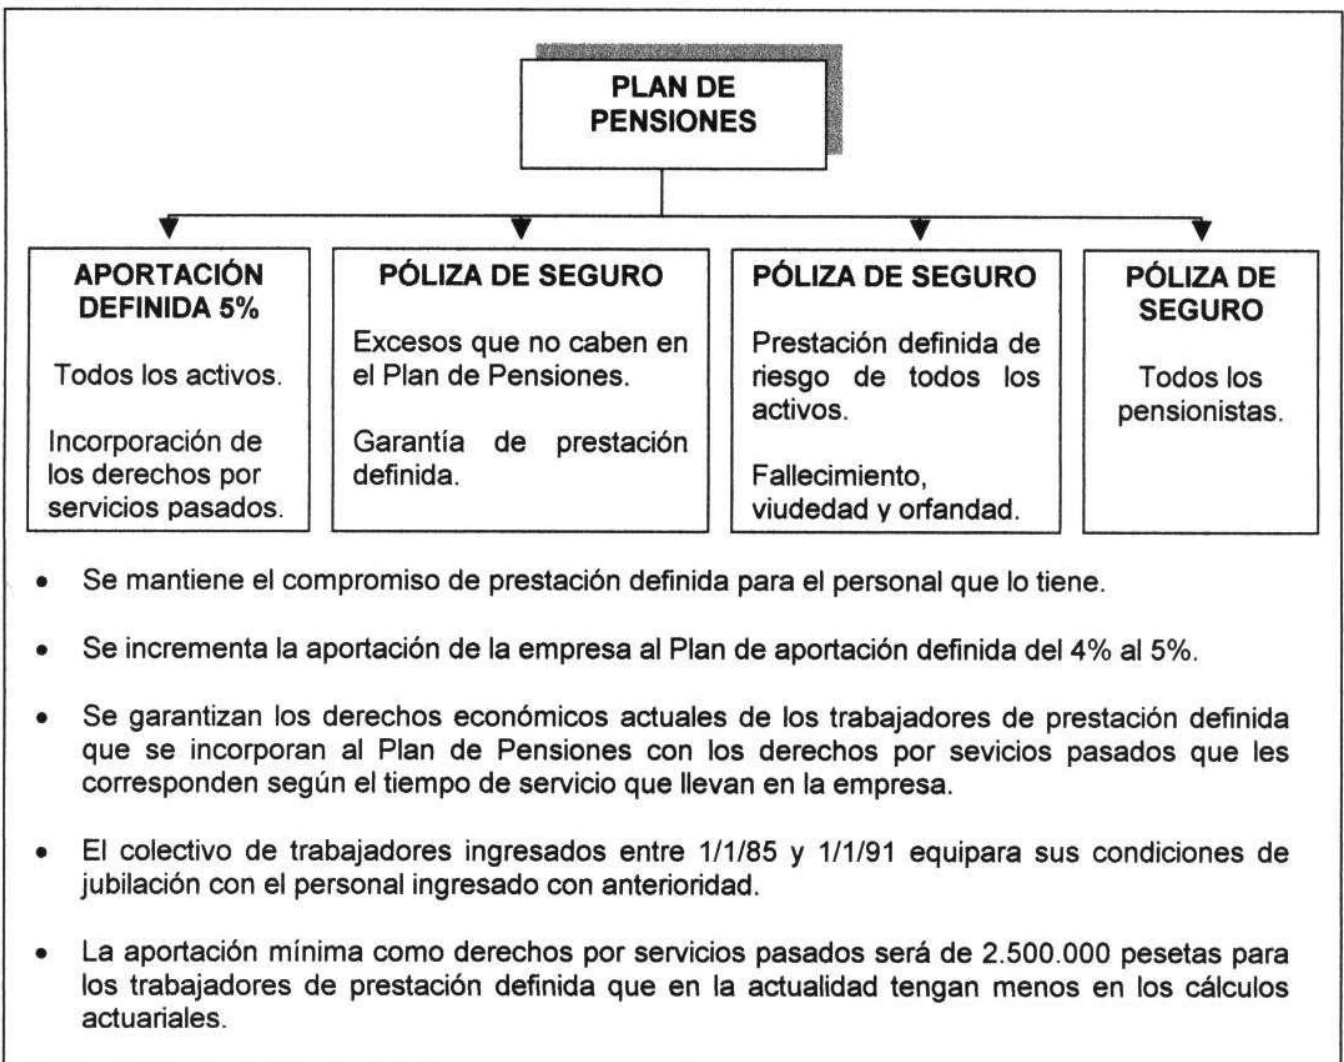 PLAN DE
PENSIONES
APORTACIÓN
DEFINIDA 5%
Todos los activos.
Incorporación de
los derechos por
servicios pasados.
PÓLIZA DE SEGURO
Excesos que no caben en
el Plan de Pensiones.
Garantía de prestación
definida.
PÓLIZA DE SEGURO
Prestación definida de
riesgo de todos los
activos.
Fallecimiento,
viudedad y orfandad.
PÓLIZA DE
SEGURO
Todos los
pensionistas.
• Se mantiene el compromiso de prestación definida para el personal que lo tiene.
• Se incrementa la aportación de la empresa al Plan de aportación definida del 4% al 5%.
• Se garantizan los derechos económicos actuales de los trabajadores de prestación definida
que se incorporan al Plan de Pensiones con los derechos por sevicios pasados que les
corresponden según el tiempo de servicio que llevan en la empresa.
• El colectivo de trabajadores ingresados entre 1/1/85 y 1/1/91 equipara sus condiciones de
jubilación con el personal ingresado con anterioridad.
• La aportación mínima como derechos por servicios pasados será de 2.500.000 pesetas para
los trabajadores de prestación definida que en la actualidad tengan menos en los cálculos
actuariales.